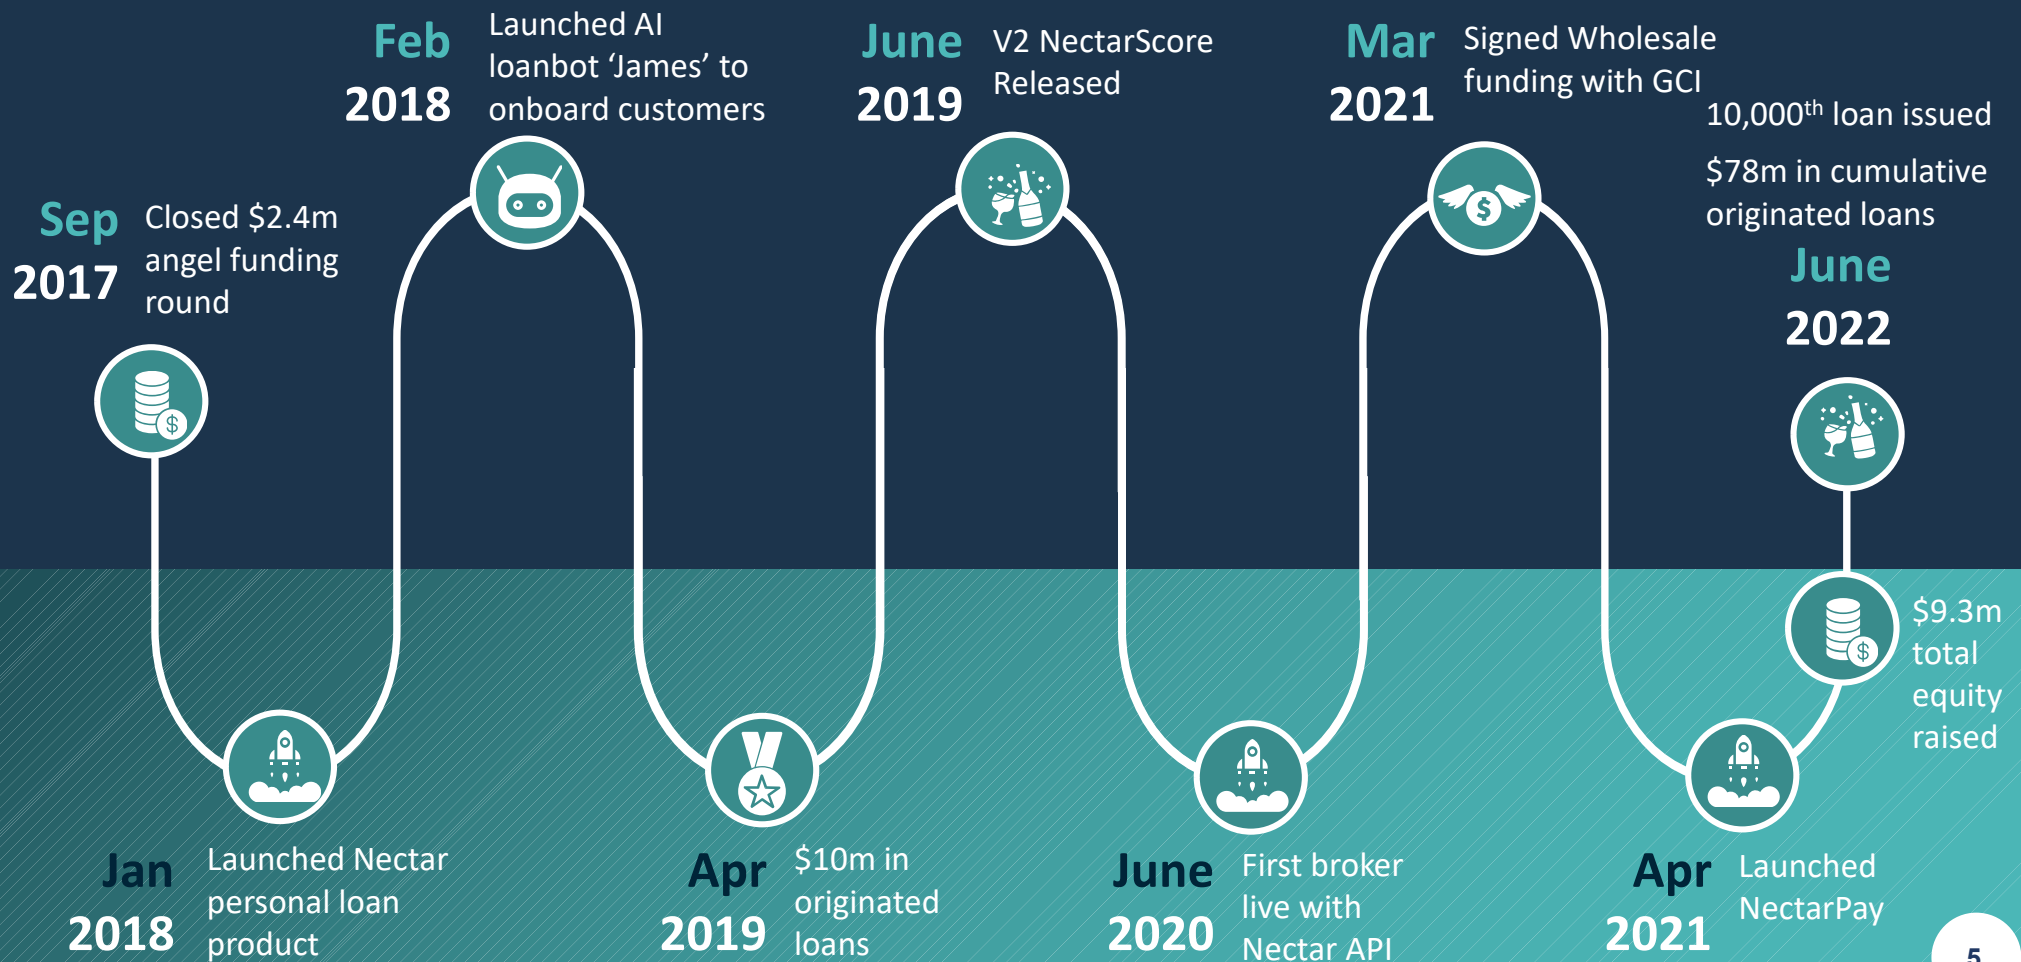 Sep
2017
Closed $2.4m
angel funding
round
Jan
2018
Launched Nectar
personal loan
product
Feb
2018
Launched AI
loanbot ‘James’ to
onboard customers
Apr
2019
$10m in
originated
loans
June
2019
V2 NectarScore
Released
June
2020
First broker
live with
Nectar API
Mar
2021
Signed Wholesale
funding with GCI
Apr
2021
Launched
NectarPay
$9.3m
total
equity
raised
10,000th loan issued
$78m in cumulative
originated loans
June
2022
5